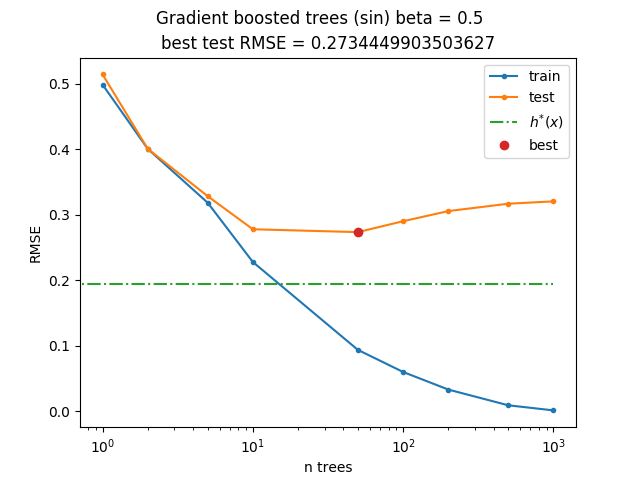 Gradient boosted trees (sin) beta = 0.5
best test RMSE = 0.2734449903503627
train
test
h*(x)
best
0.5
0.4
0.3
0.2
0.1
0.0
RMSE
10⁰
10¹
10²
10³
n trees